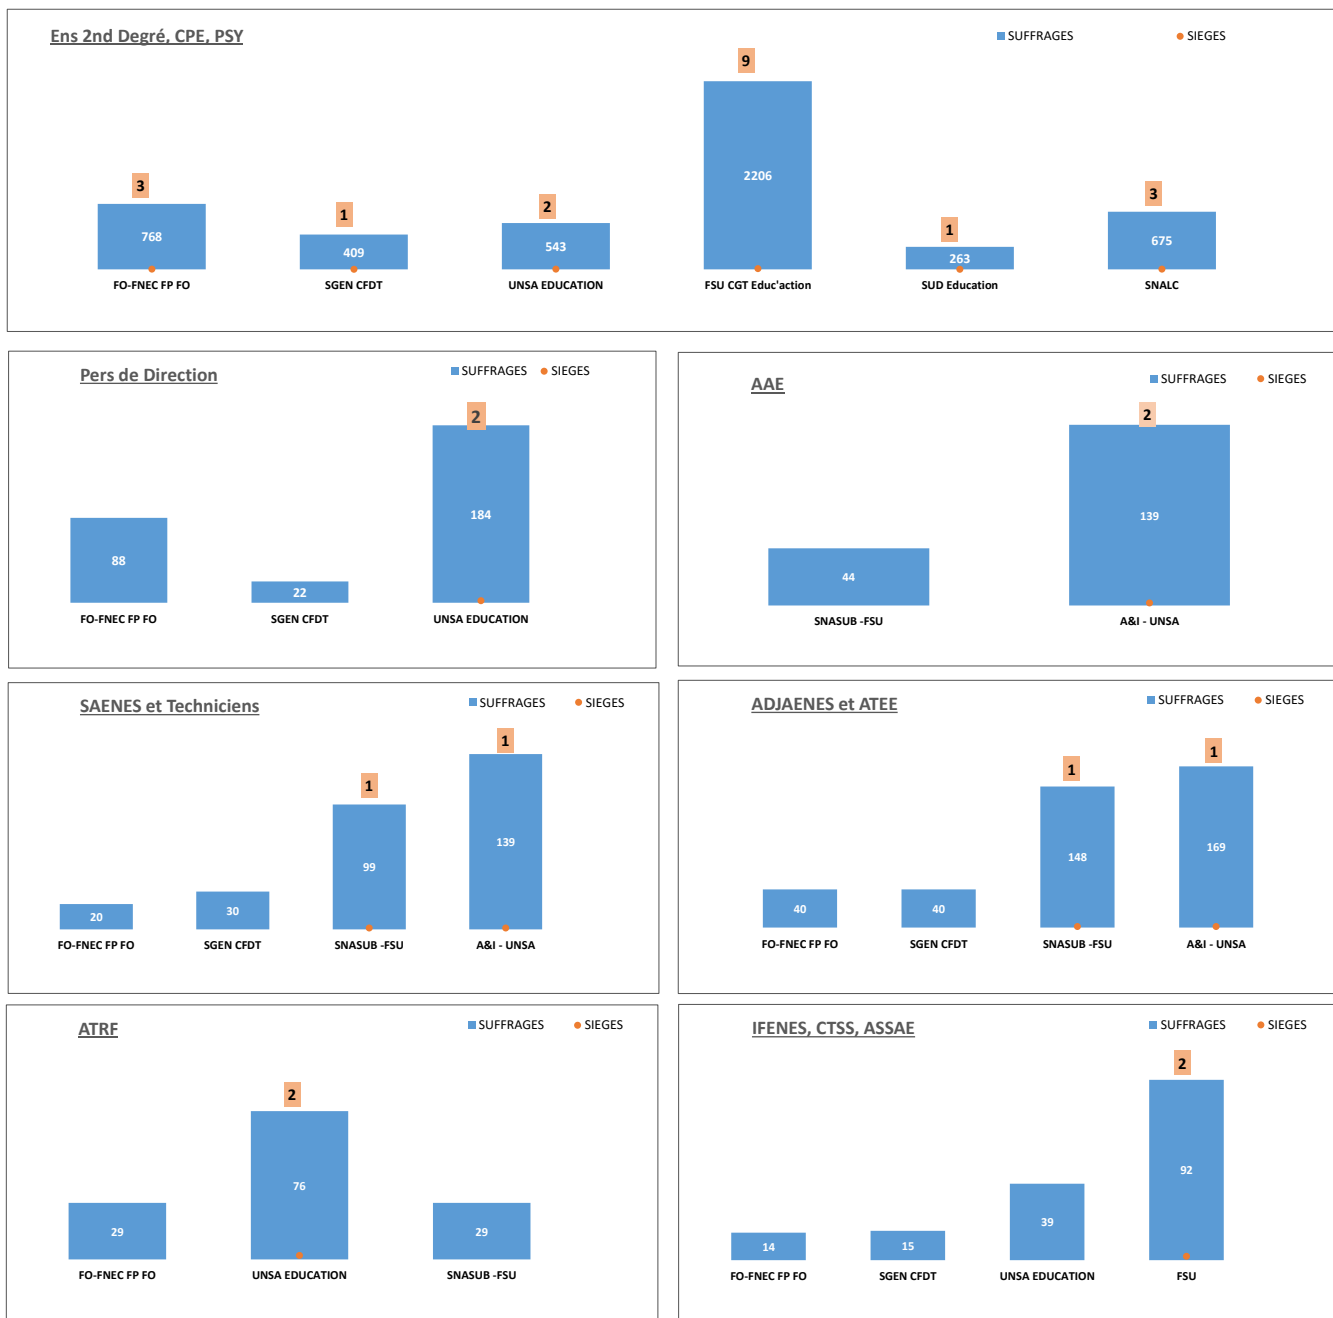 Ens 2nd Degré, CPE, PSY
SUFFRAGES SIEGES
9
3
1
2
1
3
768
409
543
2206
263
675
FO-FNEC FP FO SGEN CFDT UNSA EDUCATION FSU CGT Educ'action SUD Education SNALC
Pers de Direction
SUFFRAGES SIEGES
2
88
22
184
FO-FNEC FP FO SGEN CFDT UNSA EDUCATION
AAE
SUFFRAGES SIEGES
2
44
139
SNASUB -FSU A&I - UNSA
SAENES et Techniciens
SUFFRAGES SIEGES
1
1
20
30
99
139
FO-FNEC FP FO SGEN CFDT SNASUB -FSU A&I - UNSA
ADJAENES et ATEE
SUFFRAGES SIEGES
1
1
40
40
148
169
FO-FNEC FP FO SGEN CFDT SNASUB -FSU A&I - UNSA
ATRF
SUFFRAGES SIEGES
2
29
76
29
FO-FNEC FP FO UNSA EDUCATION SNASUB -FSU
IFENES, CTSS, ASSAE
SUFFRAGES SIEGES
2
14
15
39
92
FO-FNEC FP FO SGEN CFDT UNSA EDUCATION FSU